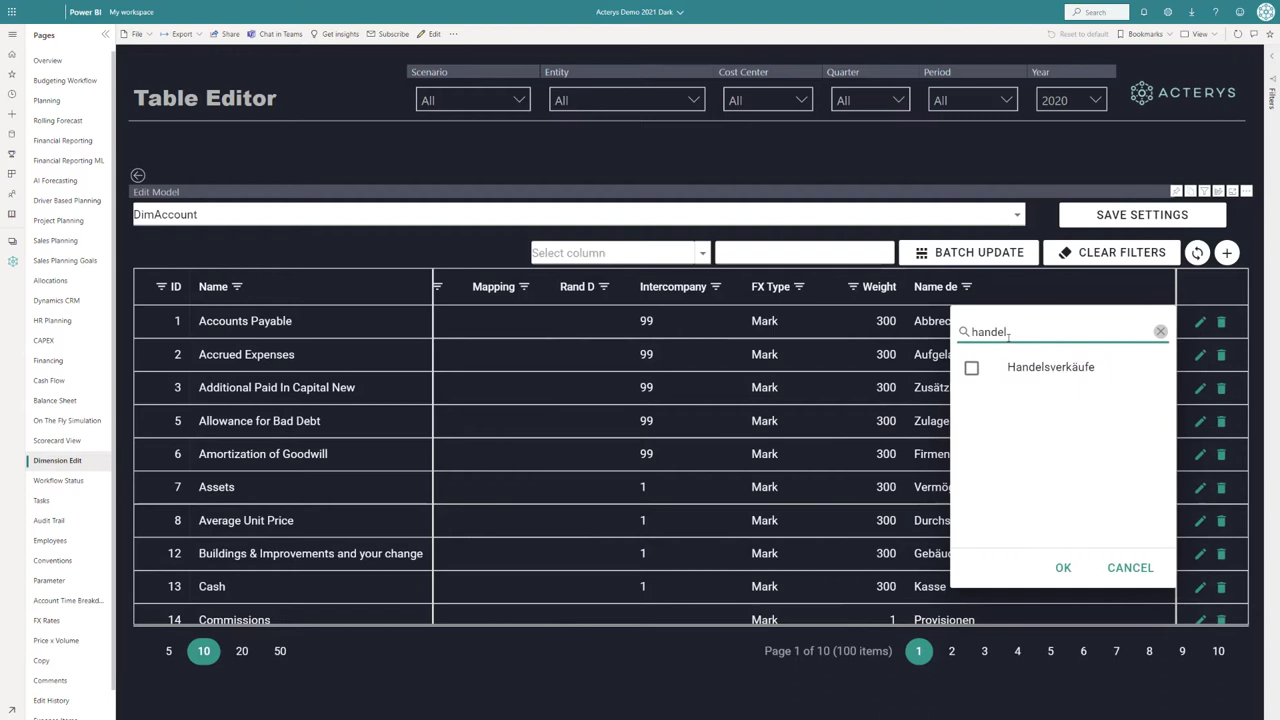 Power BI My workspace
Acterys Demo 2021 Dark
Search
Pages
File Export Share Chat in Teams Get insights Subscribe Edit ...
Reset to default Bookmarks View
Overview
Budgeting Workflow
Planning
Rolling Forecast
Financial Reporting
Financial Reporting ML
AI Forecasting
Driver Based Planning
Project Planning
Sales Planning
Sales Planning Goals
Allocations
Dynamics CRM
HR Planning
CAPEX
Financing
Cash Flow
Balance Sheet
On The Fly Simulation
Scorecard View
Dimension Edit
Workflow Status
Tasks
Audit Trail
Employees
Conventions
Parameter
Account Time Breakd...
FX Rates
Price x Volume
Copy
Comments
Edit History
Table Editor
Scenario Entity Cost Center Quarter Period Year
All All All All All 2020
ACTERYS
Filters
Edit Model
DimAccount
SAVE SETTINGS
Select column
BATCH UPDATE
CLEAR FILTERS
ID Name Mapping Rand D Intercompany FX Type Weight Name de
1 Accounts Payable 99 Mark 300 Abbrec
2 Accrued Expenses 99 Mark 300 Aufgela
3 Additional Paid In Capital New 99 Mark 300 Zusätz
5 Allowance for Bad Debt 99 Mark 300 Zulage
6 Amortization of Goodwill 99 Mark 300 Firmen
7 Assets 1 Mark 300 Vermö
8 Average Unit Price 1 Mark 300 Durchs
12 Buildings & Improvements and your change 1 Mark 300 Gebäu
13 Cash 1 Mark 300 Kasse
14 Commissions 1 Mark 1 Provisionen
handel
Handelsverkäufe
OK CANCEL
5 10 20 50
Page 1 of 10 (100 items) 1 2 3 4 5 6 7 8 9 10